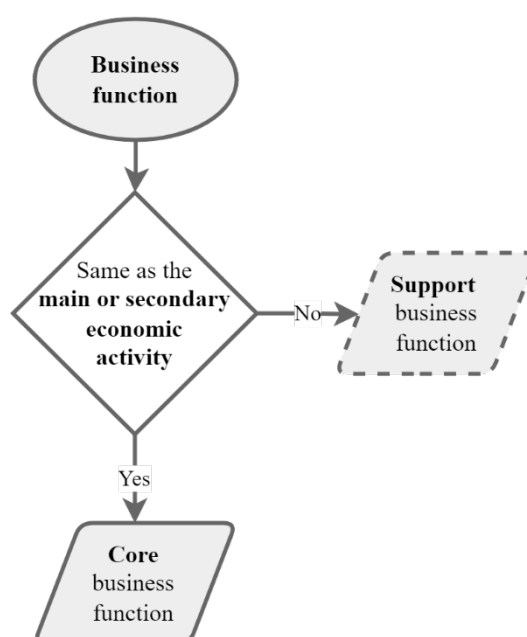 Business
function
Same as the
main or secondary
economic
activity
No
Support
business
function
Yes
Core
business
function